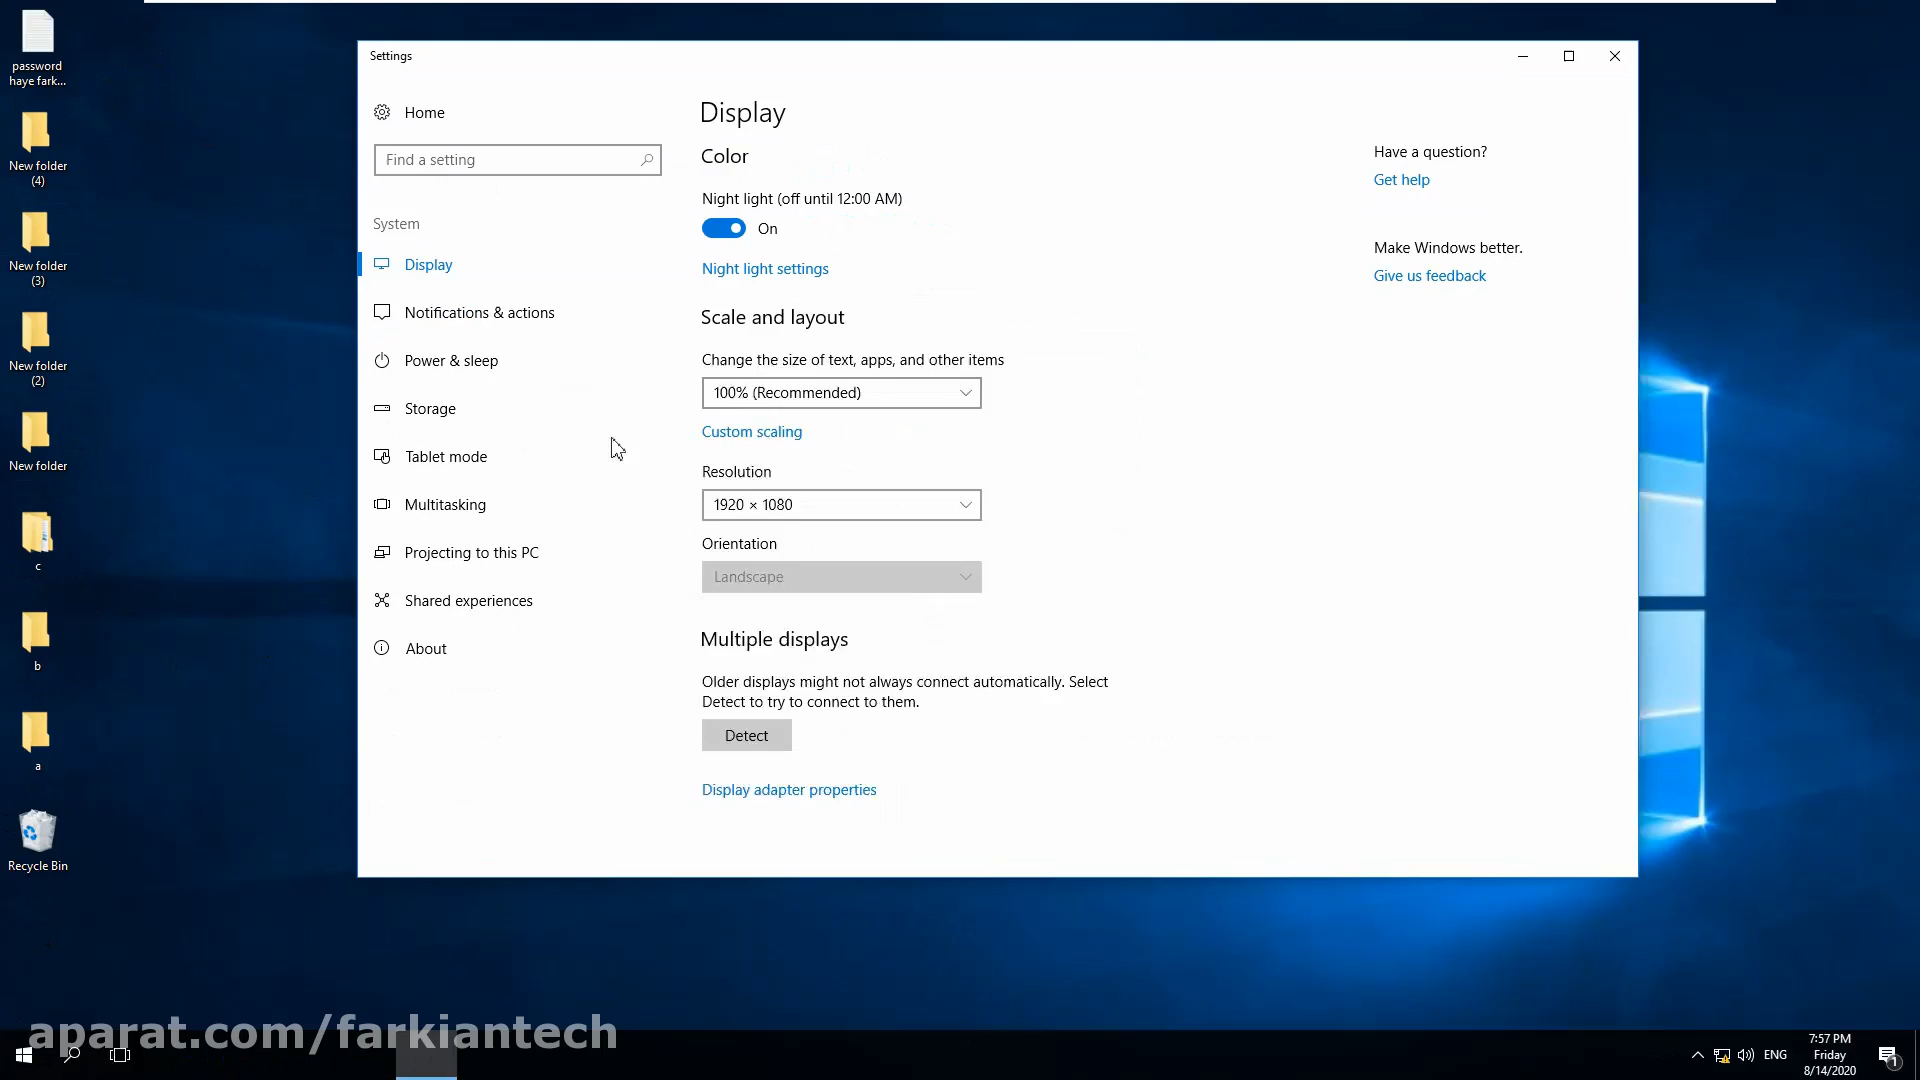 password
haye fark...
New folder
(4)
New folder
(3)
New folder
(2)
New folder
c
b
a
Recycle Bin
Settings
Home
Find a setting
System
Display
Notifications & actions
Power & sleep
Storage
Tablet mode
Multitasking
Projecting to this PC
Shared experiences
About
Display
Color
Night light (off until 12:00 AM)
On
Night light settings
Scale and layout
Change the size of text, apps, and other items
100% (Recommended)
Custom scaling
Resolution
1920 × 1080
Orientation
Landscape
Multiple displays
Older displays might not always connect automatically. Select
Detect to try to connect to them.
Detect
Display adapter properties
Have a question?
Get help
Make Windows better.
Give us feedback
aparat.com/farkiantech
ENG
7:57 PM
Friday
8/14/2020
1